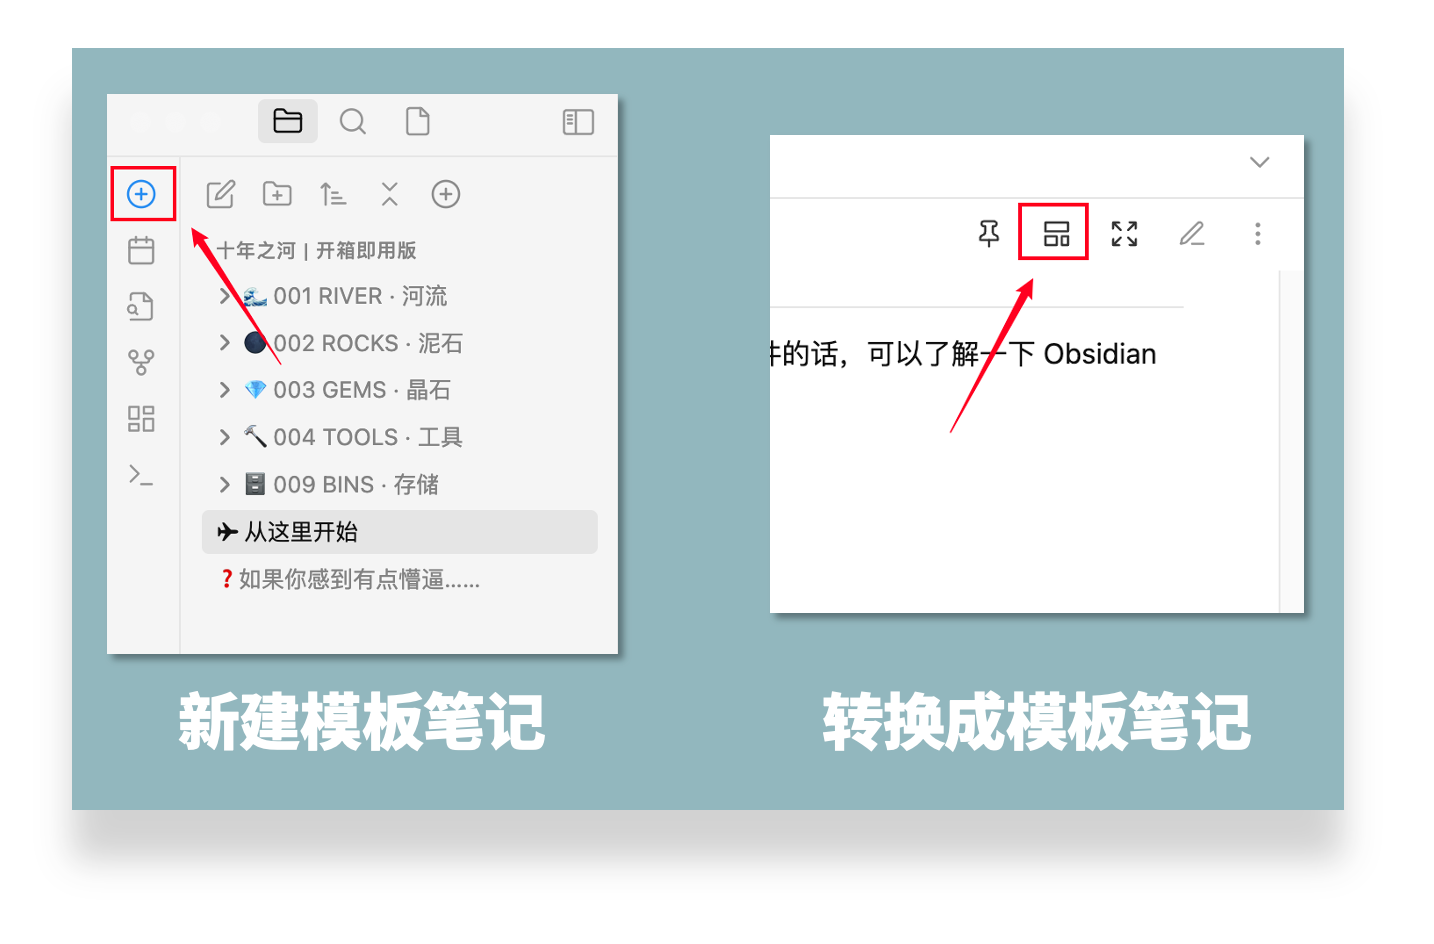 十年之河 | 开箱即用版
001 RIVER · 河流
002 ROCKS · 泥石
003 GEMS · 晶石
004 TOOLS · 工具
009 BINS · 存储
从这里开始
❓如果你感到有点懵逼……
的话，可以了解一下 Obsidian
新建模板笔记
转换成模板笔记